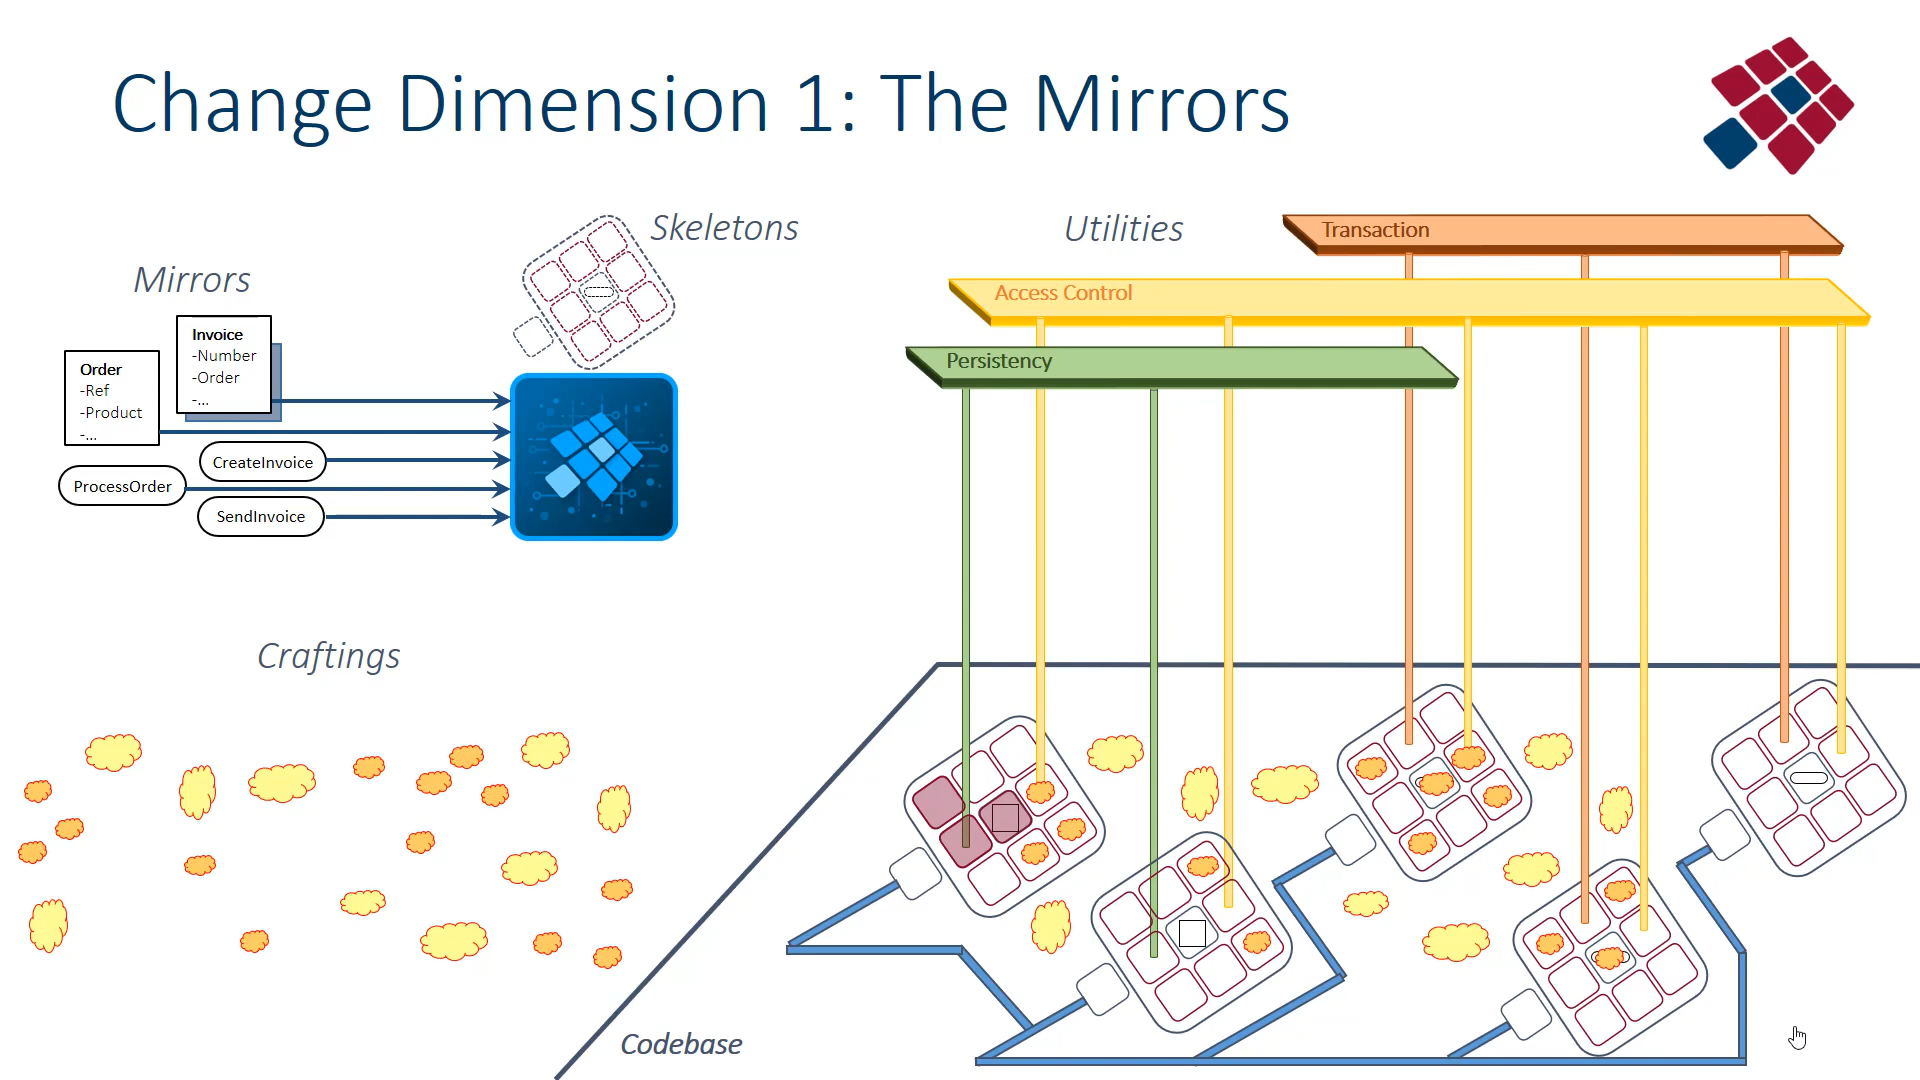 Change Dimension 1: The Mirrors
Skeletons
Utilities
Transaction
Mirrors
Access Control
Invoice
-Number
-Order
-...
Order
-Ref
-Product
-...
Persistency
CreateInvoice
ProcessOrder
SendInvoice
Craftings
Codebase